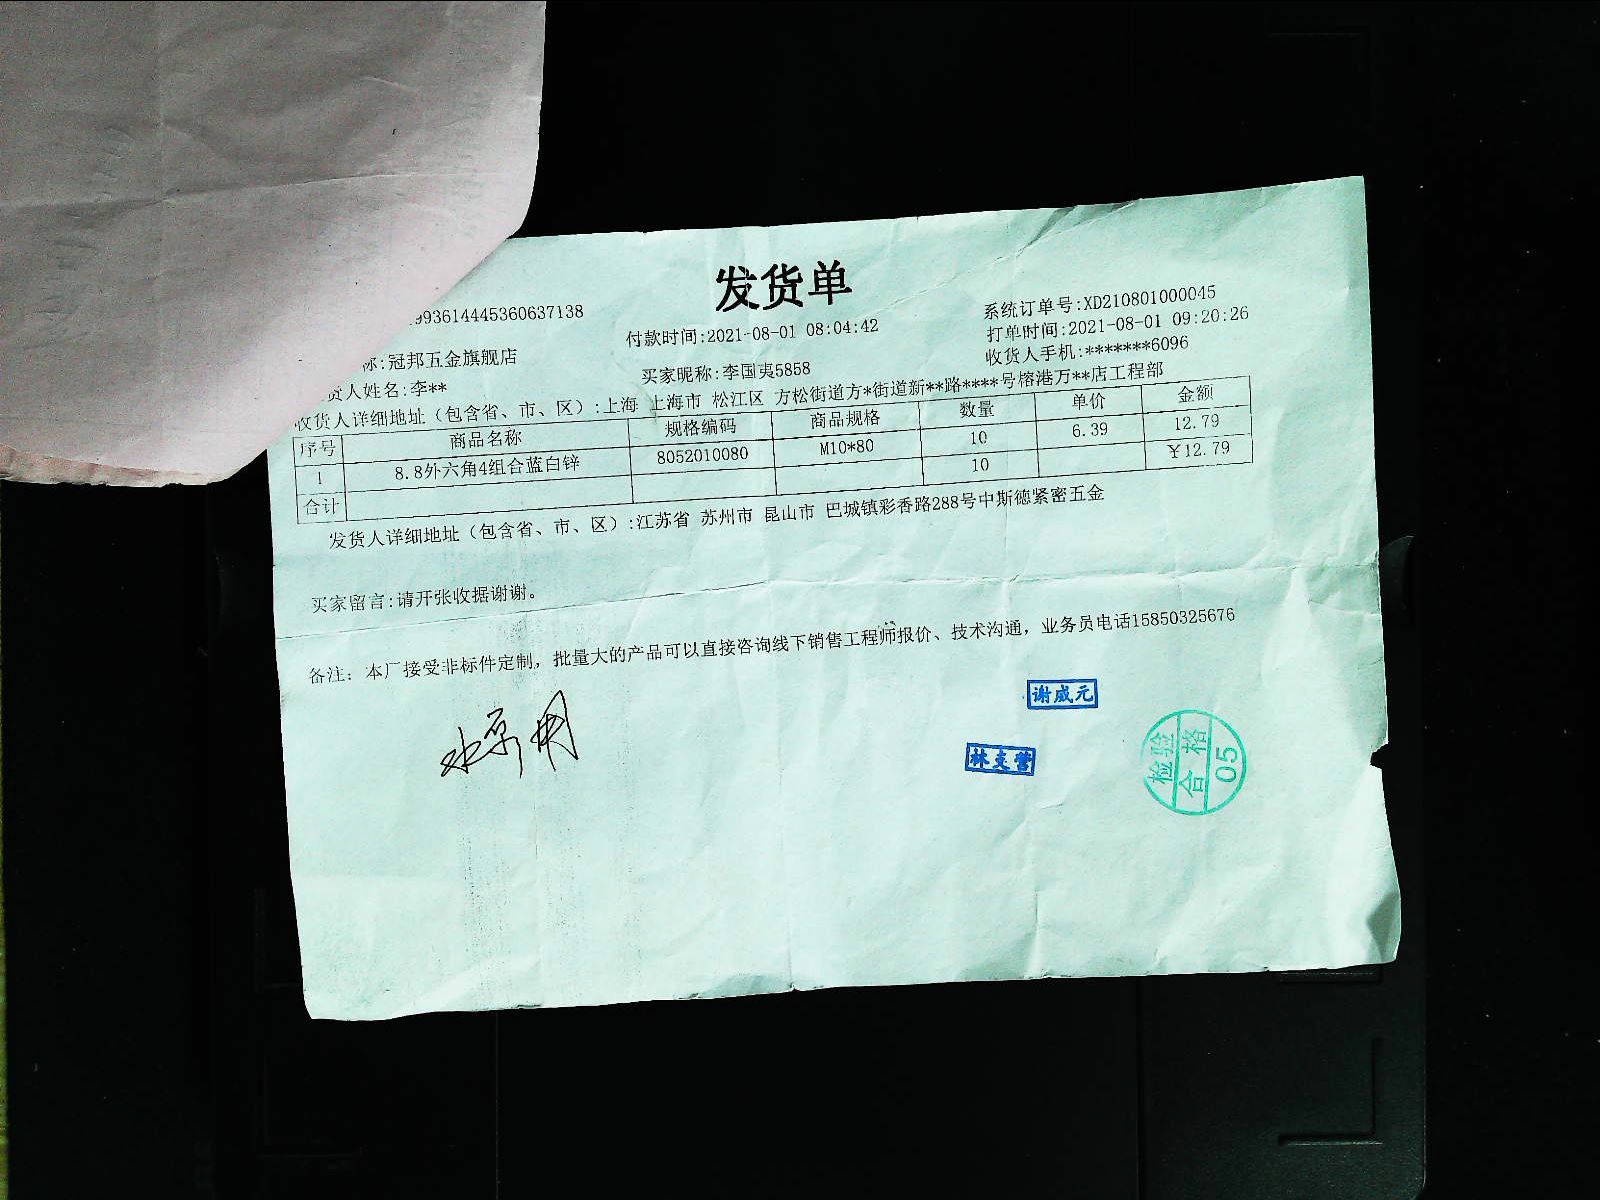 发货单
993614445360637138
付款时间:2021-08-01 08:04:42
系统订单号:XD210801000045
打单时间:2021-08-01 09:20:26
称:冠邦五金旗舰店
买家昵称:李国夷5858
收货人手机:*******6096
货人姓名:李**
收货人详细地址（包含省、市、区）:上海 上海市 松江区 方松街道方*街道新**路****号榕港万**店工程部
序号 商品名称 规格编码 商品规格 数量 单价 金额
1 8.8外六角4组合蓝白锌 8052010080 M10*80 10 6.39 12.79
合计 10 ¥12.79
发货人详细地址（包含省、市、区）:江苏省 苏州市 昆山市 巴城镇彩香路288号中斯德紧密五金
买家留言:请开张收据谢谢。
备注: 本厂接受非标件定制，批量大的产品可以直接咨询线下销售工程师报价、技术沟通，业务员电话15850325676
谢成元
水泵用
检验
合格
05